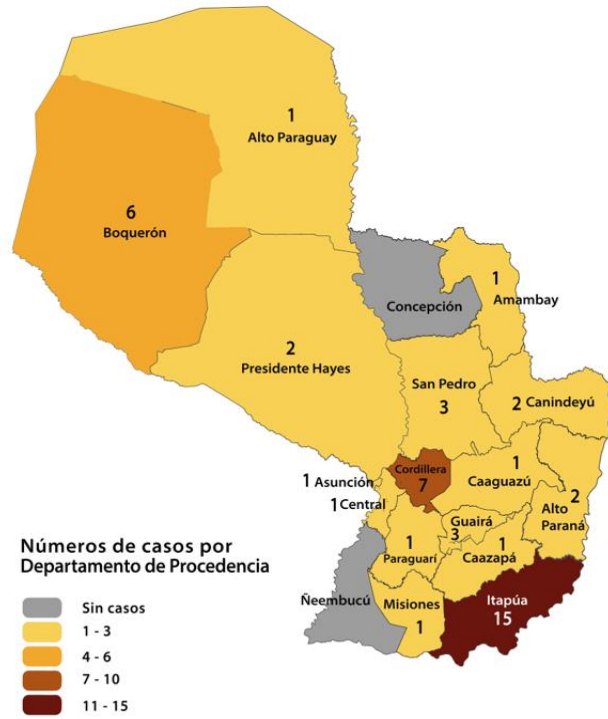 1
Alto Paraguay
6
Boquerón
Concepción
1
Amambay
2
Presidente Hayes
San Pedro
3
2 Canindeyú
Cordillera
7
1
Caaguazú
1 Asunción
1 Central
2
Alto
Paraná
Guairá
3
1
Paraguarí
1
Caazapá
Números de casos por
Departamento de Procedencia
Ñeembucú
Misiones
1
Itapúa
15
Sin casos
1 - 3
4 - 6
7 - 10
11 - 15